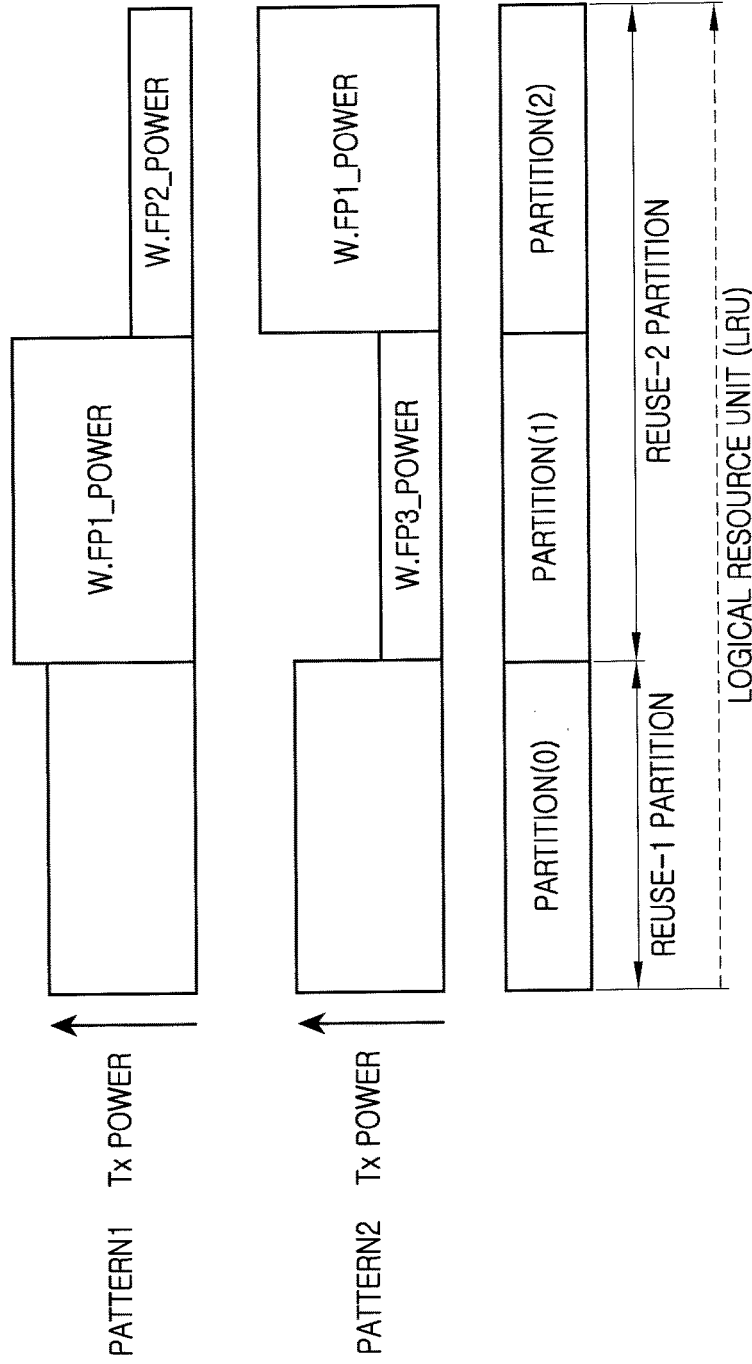 PATTERN1 Tx POWER
W.FP1_POWER
W.FP2_POWER
PATTERN2 Tx POWER
W.FP3_POWER
W.FP1_POWER
PARTITION(0)
PARTITION(1)
PARTITION(2)
REUSE-1 PARTITION
REUSE-2 PARTITION
LOGICAL RESOURCE UNIT (LRU)